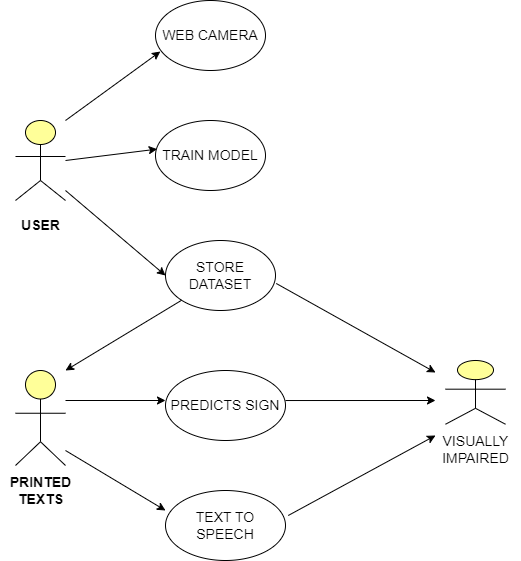 WEB CAMERA
TRAIN MODEL
USER
STORE
DATASET
PREDICTS SIGN
VISUALLY
IMPAIRED
PRINTED
TEXTS
TEXT TO
SPEECH